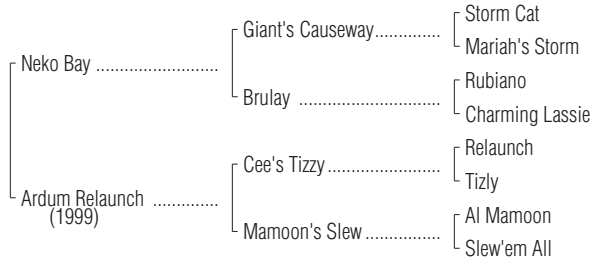 Storm Cat
Giant's Causeway..............
Mariah's Storm
Neko Bay ..........................
Rubiano
Brulay ..............................
Charming Lassie
Relaunch
Cee's Tizzy........................
Tizly
Ardum Relaunch ..............
(1999)
Al Mamoon
Mamoon's Slew ................
Slew'em All